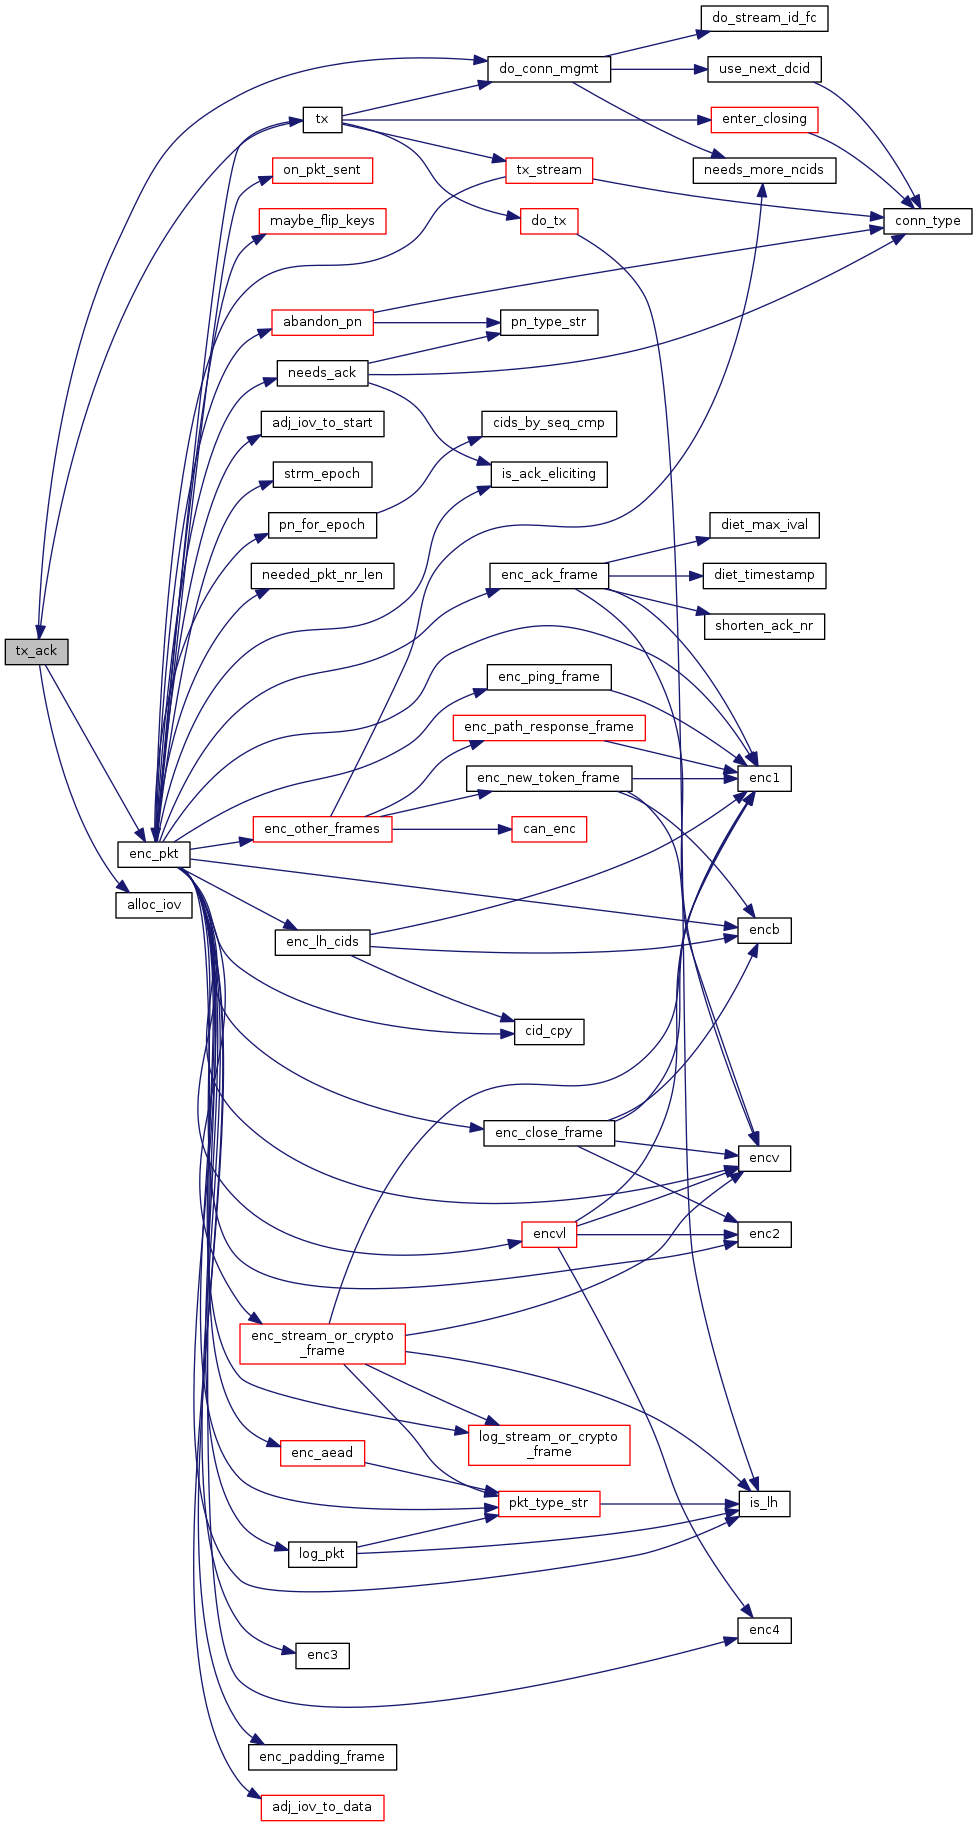 do_stream_id_fc
do_conn_mgmt
use_next_dcid
tx
enter_closing
on_pkt_sent
tx_stream
needs_more_ncids
maybe_flip_keys
do_tx
conn_type
abandon_pn
pn_type_str
needs_ack
adj_iov_to_start
cids_by_seq_cmp
strm_epoch
is_ack_eliciting
pn_for_epoch
diet_max_ival
needed_pkt_nr_len
enc_ack_frame
diet_timestamp
shorten_ack_nr
tx_ack
enc_ping_frame
enc_path_response_frame
enc_new_token_frame
enc1
enc_other_frames
can_enc
enc_pkt
alloc_iov
encb
enc_lh_cids
cid_cpy
enc_close_frame
encv
encvl
enc2
enc_stream_or_crypto
_frame
log_stream_or_crypto
_frame
enc_aead
pkt_type_str
is_lh
log_pkt
enc4
enc3
enc_padding_frame
adj_iov_to_data